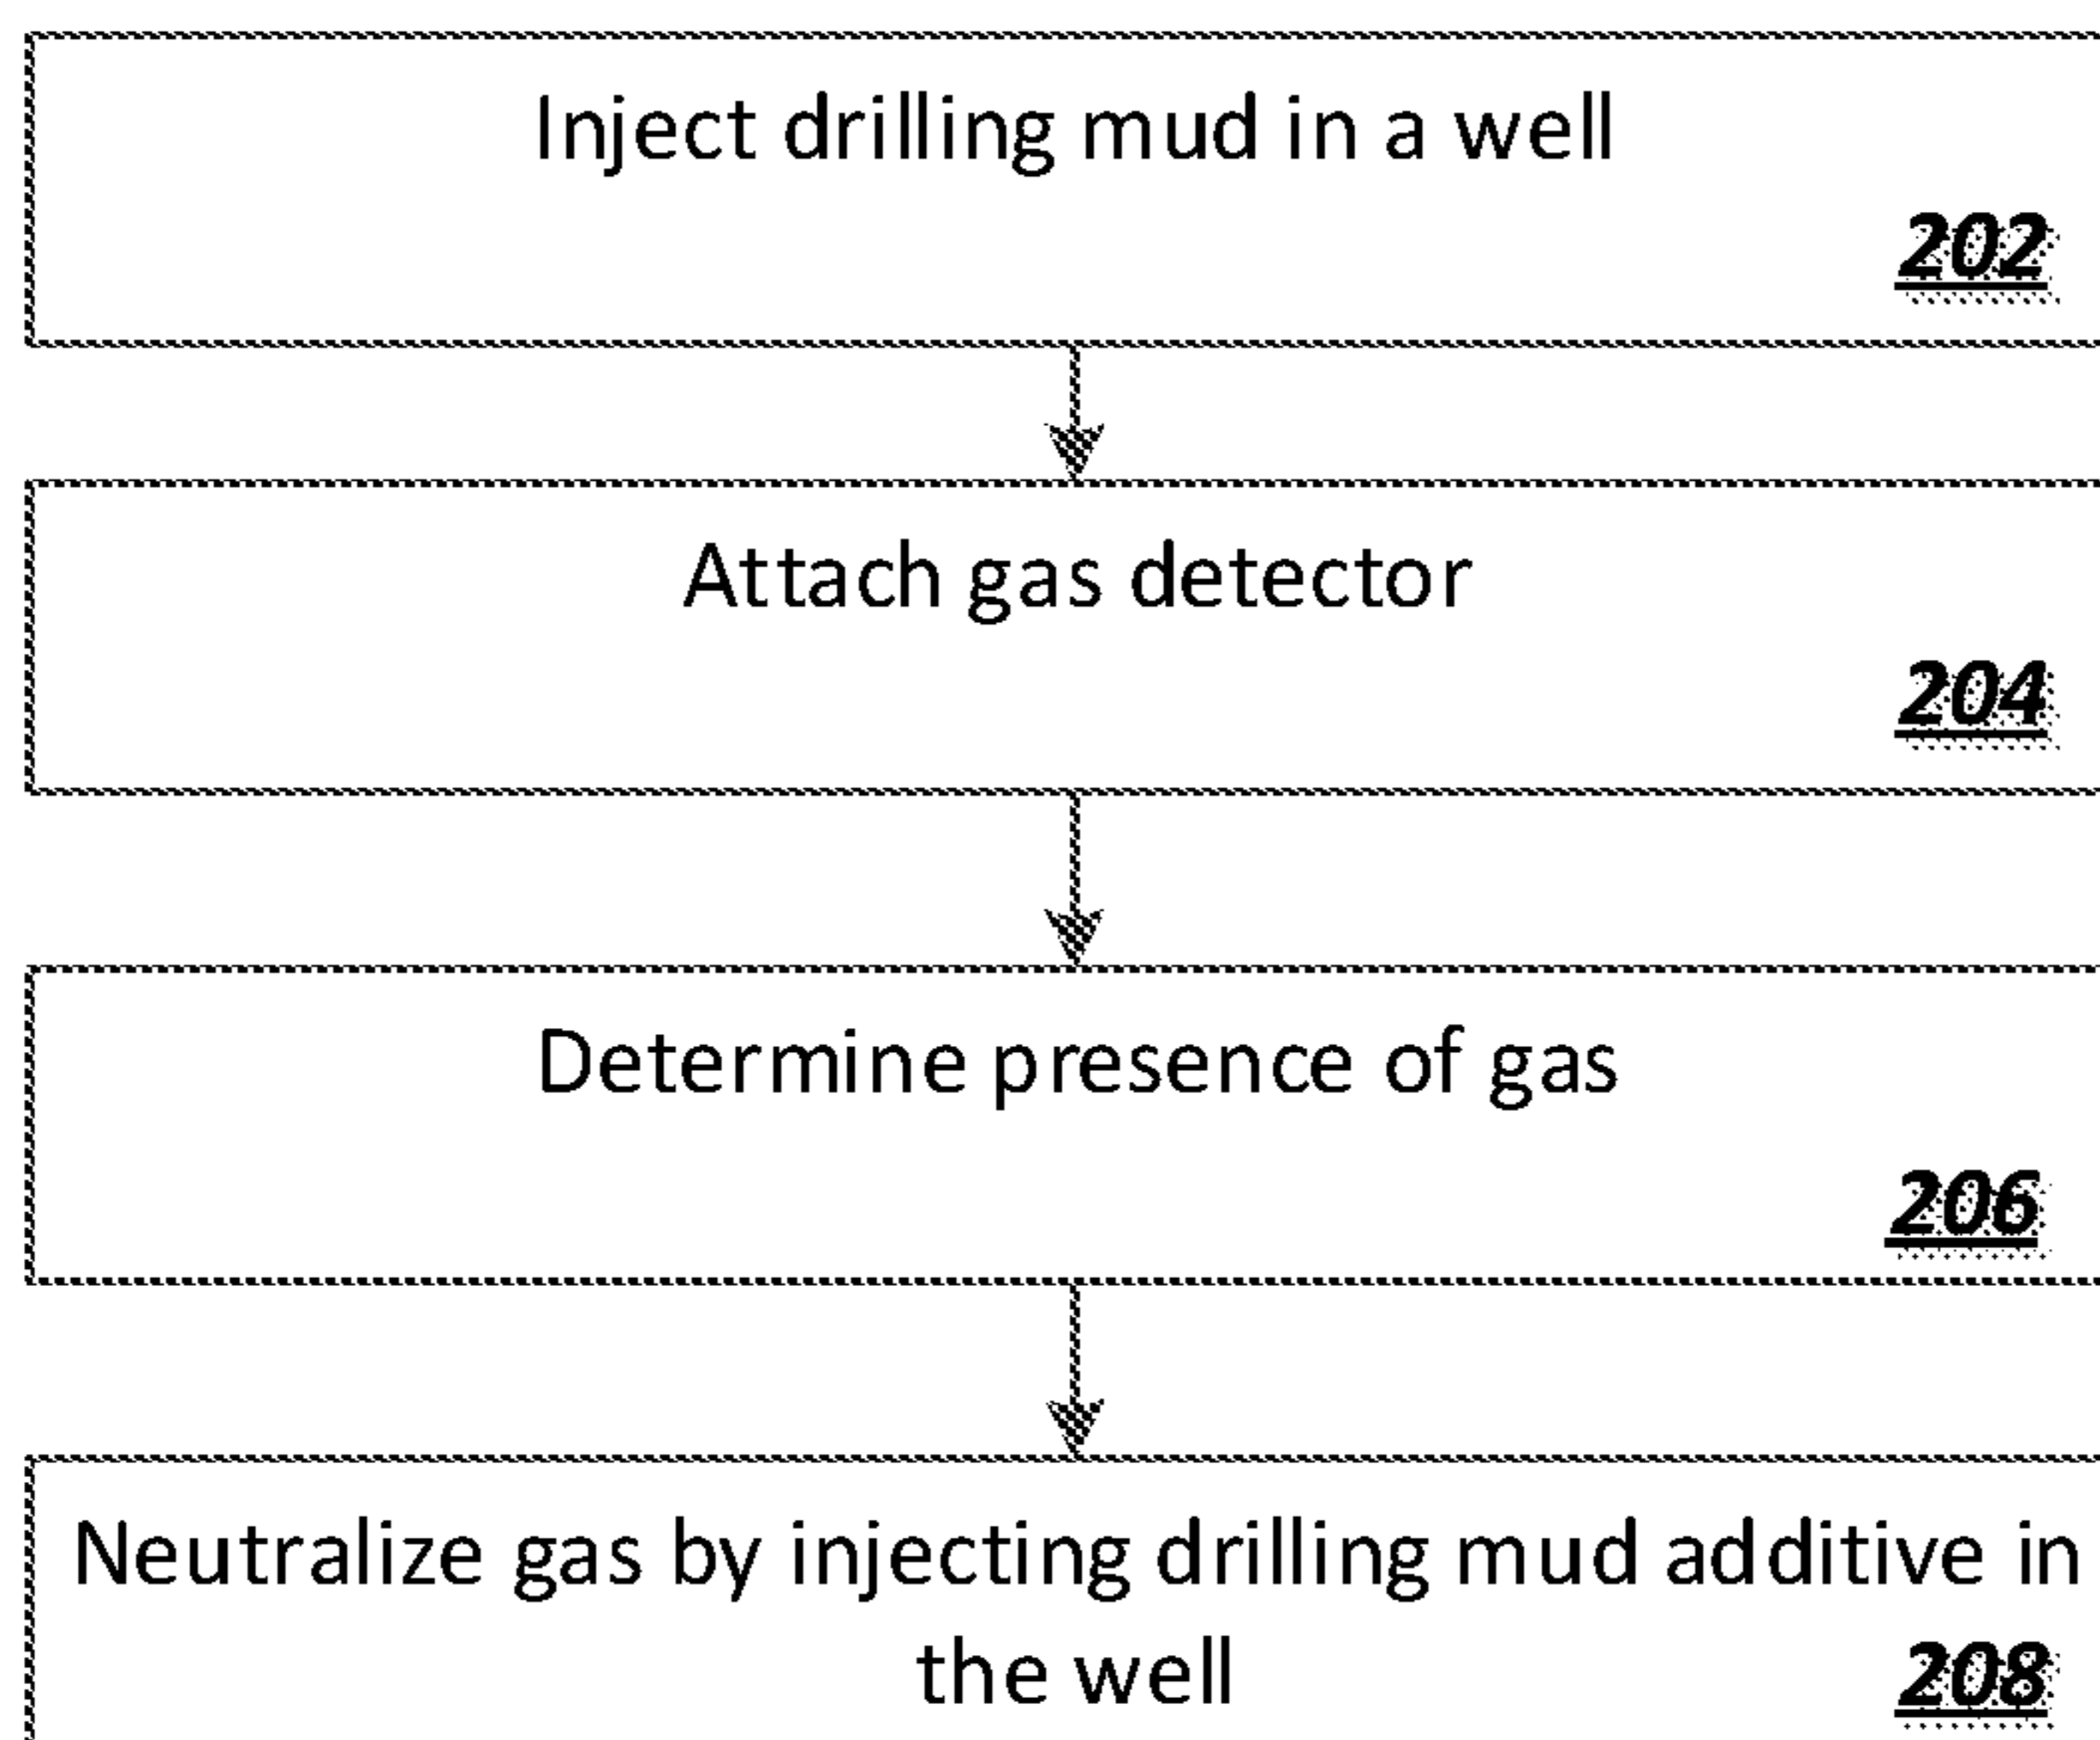 Inject drilling mud in a well
202
Attach gas detector
204
Determine presence of gas
206
Neutralize gas by injecting drilling mud additive in
the well
208